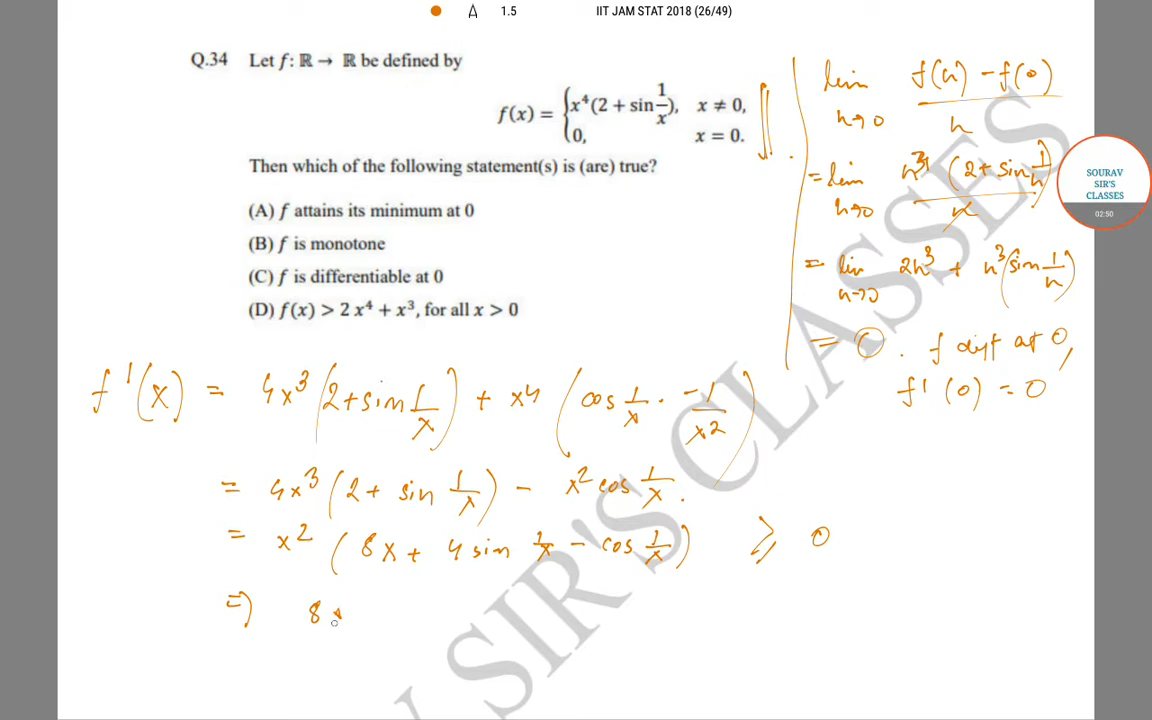 IIT JAM STAT 2018 (26/49)
1.5
Q.34 Let f: ℝ → ℝ be defined by
f(x) = { x⁴(2 + sin 1/x), x ≠ 0,
0, x = 0.
Then which of the following statement(s) is (are) true?
(A) f attains its minimum at 0
(B) f is monotone
(C) f is differentiable at 0
(D) f(x) > 2 x⁴ + x³, for all x > 0
lim h→0 (f(h) - f(0))/h
= lim h→0 h⁴ (2 + sin 1/h)/h
= lim h→0 2h³ + h³ (sin 1/h)
= 0. f diff at 0,
f'(0) = 0
SOURAV
SIR'S
CLASSES
02:50
f'(x) = 4x³ (2 + sin 1/x) + x4 (cos 1/x · -1/x2)
= 4x³ (2 + sin 1/x) - x² cos 1/x.
= x² (8x + 4 sin 1/x - cos 1/x) ≥ 0
⇒ 8x
SIR'S CLASSES